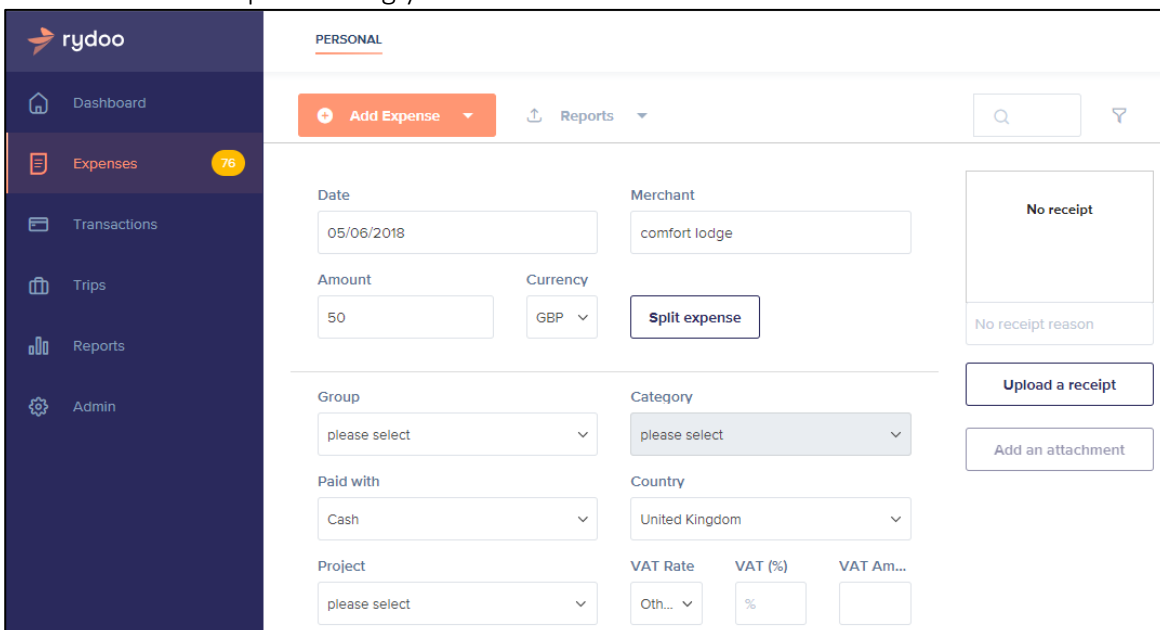 rydoo
PERSONAL
Dashboard
Add Expense
Reports
Expenses
76
Transactions
Trips
Reports
Admin
Date
Merchant
05/06/2018
comfort lodge
Amount
Currency
50
GBP
Split expense
No receipt
No receipt reason
Upload a receipt
Add an attachment
Group
Category
please select
please select
Paid with
Country
Cash
United Kingdom
Project
VAT Rate
VAT (%)
VAT Am...
please select
Oth...
%